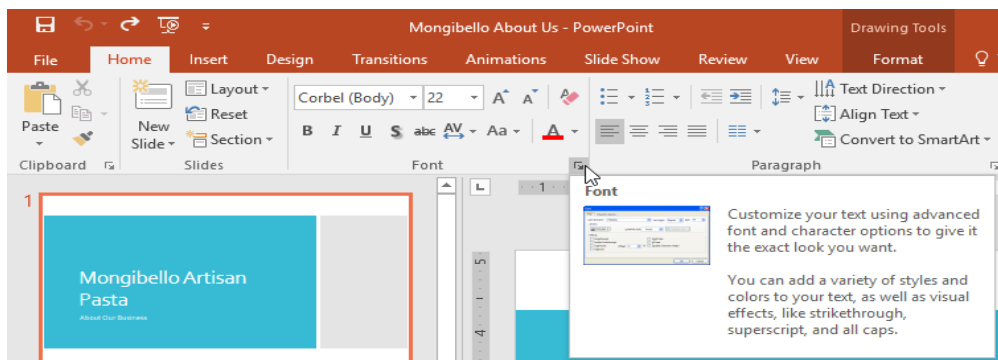 Mongibello About Us - PowerPoint
Drawing Tools
File Home Insert Design Transitions Animations Slide Show Review View Format
Paste
New
Slide
Layout
Reset
Section
Corbel (Body) 22 A A
B I U S abc AV Aa A
Text Direction
Align Text
Convert to SmartArt
Clipboard Slides Font Paragraph
1
1
Mongibello Artisan
Pasta
About Our Business
5
4
Font
Customize your text using advanced
font and character options to give it
the exact look you want.
You can add a variety of styles and
colors to your text, as well as visual
effects, like strikethrough,
superscript, and all caps.